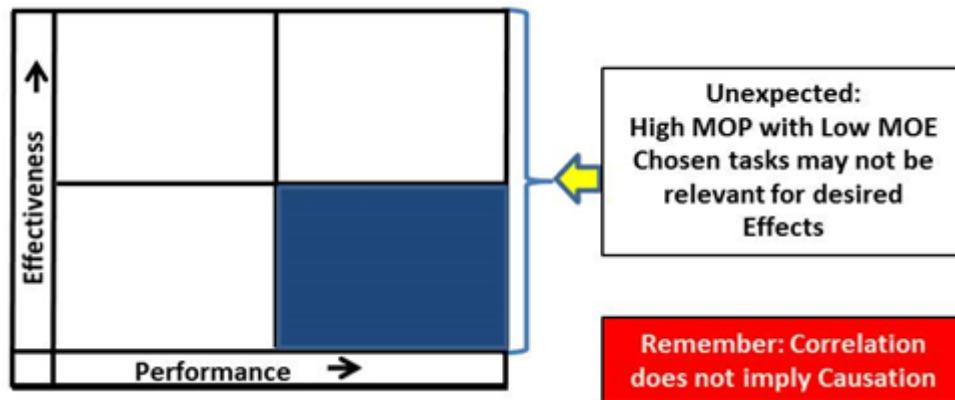 Effectiveness →
Performance →
Unexpected:
High MOP with Low MOE
Chosen tasks may not be
relevant for desired
Effects
Remember: Correlation
does not imply Causation